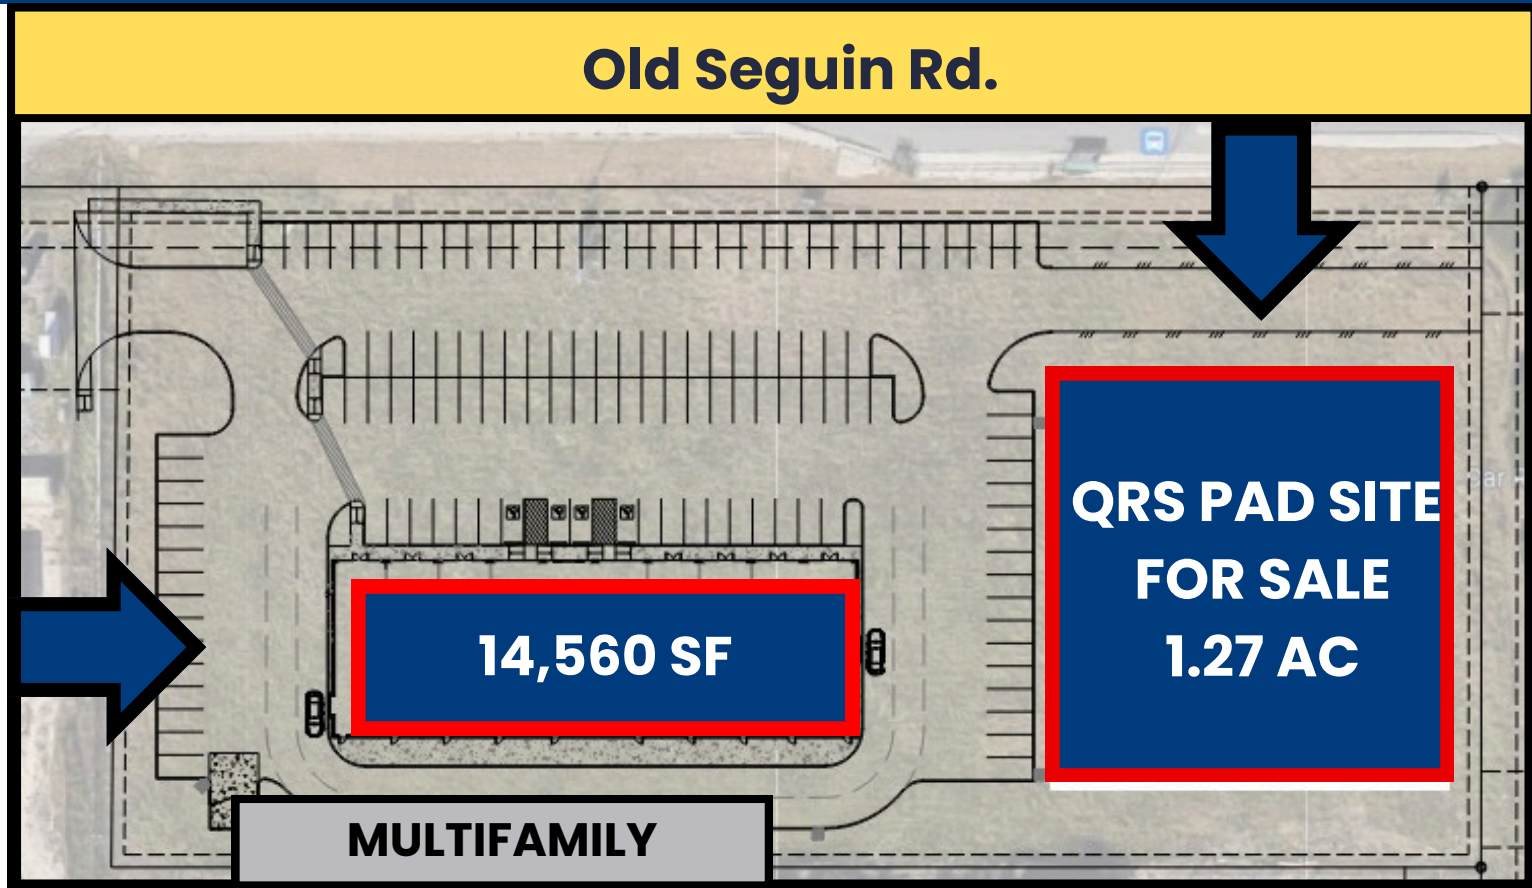 Old Seguin Rd.
QRS PAD SITE
FOR SALE
1.27 AC
14,560 SF
MULTIFAMILY